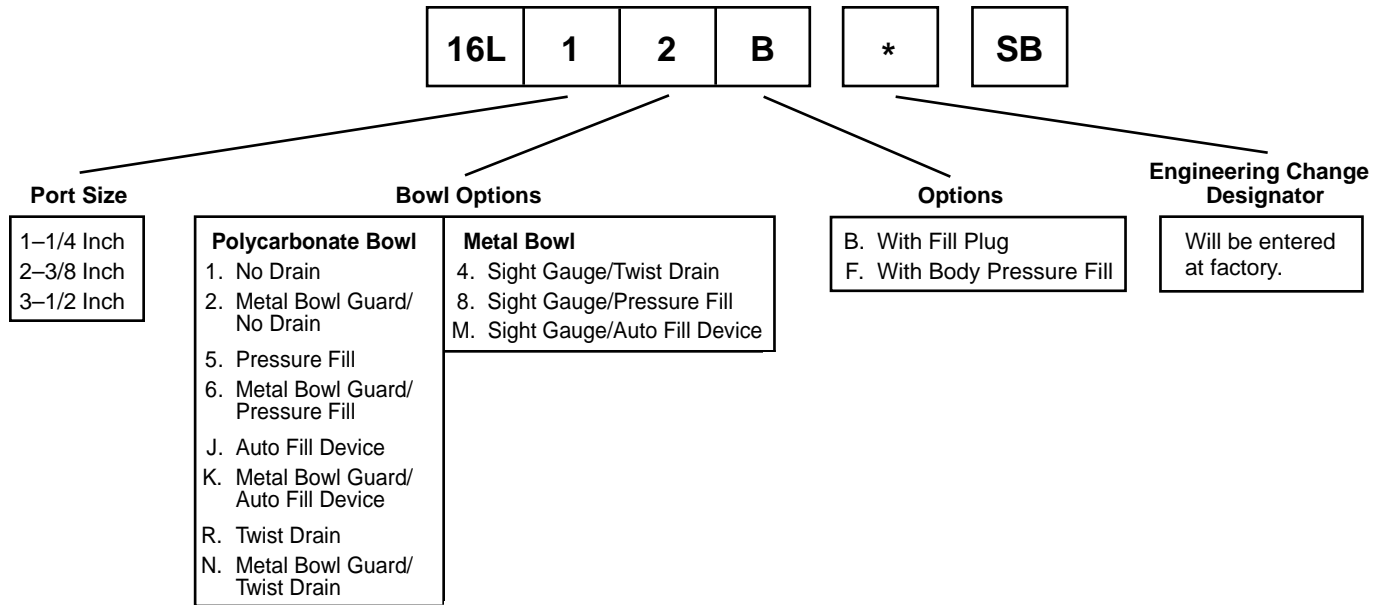 16L 1 2 B * SB
Port Size
1–1/4 Inch
2–3/8 Inch
3–1/2 Inch
Bowl Options
Polycarbonate Bowl
1. No Drain
2. Metal Bowl Guard/
No Drain
5. Pressure Fill
6. Metal Bowl Guard/
Pressure Fill
J. Auto Fill Device
K. Metal Bowl Guard/
Auto Fill Device
R. Twist Drain
N. Metal Bowl Guard/
Twist Drain
Metal Bowl
4. Sight Gauge/Twist Drain
8. Sight Gauge/Pressure Fill
M. Sight Gauge/Auto Fill Device
Options
B. With Fill Plug
F. With Body Pressure Fill
Engineering Change
Designator
Will be entered
at factory.